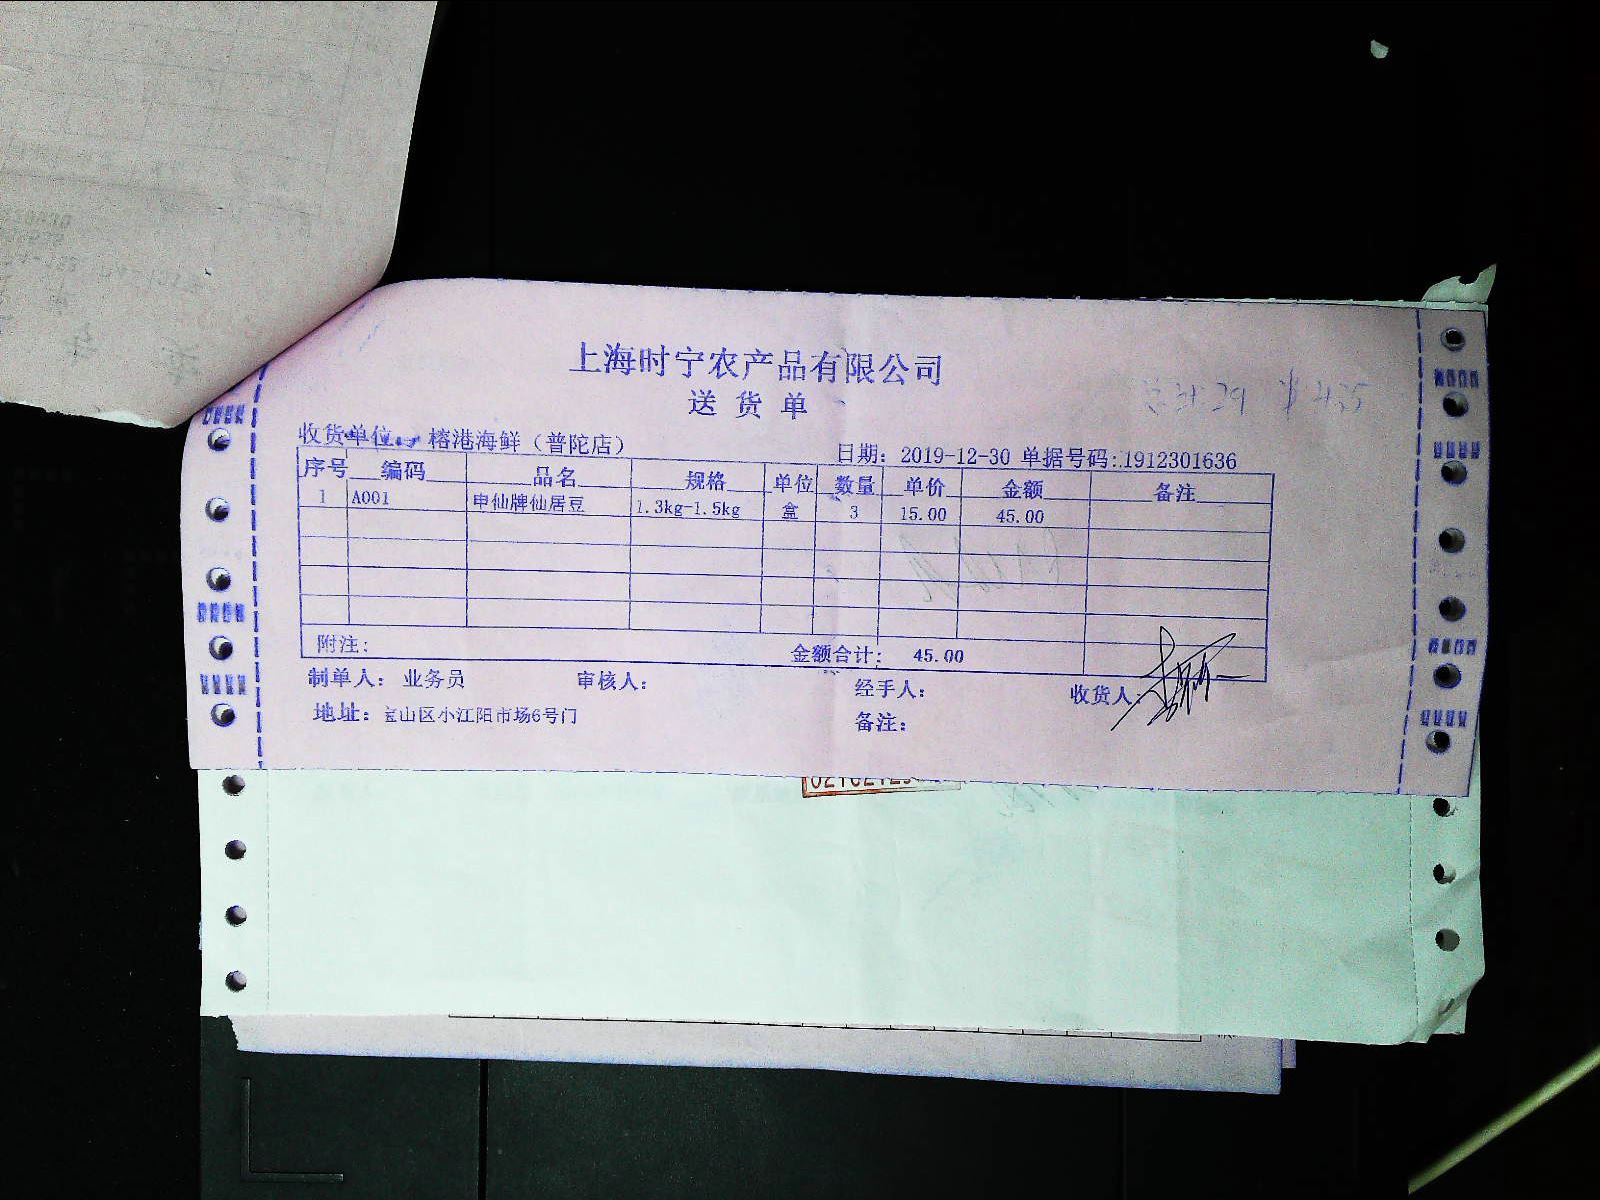 上海时宁农产品有限公司
送货单
收货单位: 榕港海鲜（普陀店） 日期: 2019-12-30 单据号码:1912301636
序号 编码 品名 规格 单位 数量 单价 金额 备注
1 A001 申仙牌仙居豆 1.3kg-1.5kg 盒 3 15.00 45.00
附注: 金额合计: 45.00
制单人: 业务员 审核人: 经手人: 收货人:
地址: 宝山区小江阳市场6号门 备注: